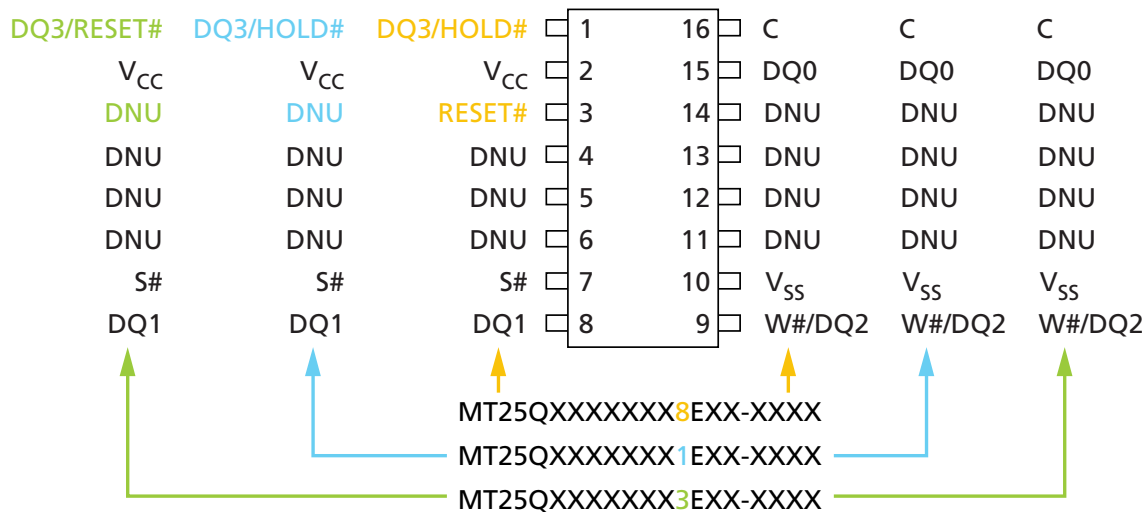 DQ3/RESET# DQ3/HOLD# DQ3/HOLD# 1 16 C C C
VCC VCC VCC 2 15 DQ0 DQ0 DQ0
DNU DNU RESET# 3 14 DNU DNU DNU
DNU DNU DNU 4 13 DNU DNU DNU
DNU DNU DNU 5 12 DNU DNU DNU
DNU DNU DNU 6 11 DNU DNU DNU
S# S# S# 7 10 VSS VSS VSS
DQ1 DQ1 DQ1 8 9 W#/DQ2 W#/DQ2 W#/DQ2
MT25QXXXXXXX8EXX-XXXX
MT25QXXXXXXX1EXX-XXXX
MT25QXXXXXXX3EXX-XXXX